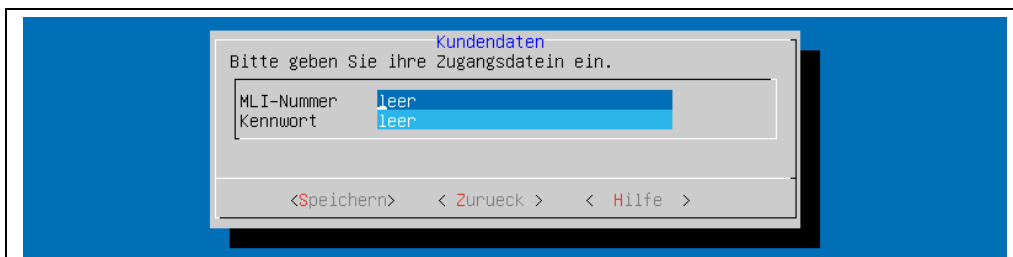 Kundendaten
Bitte geben Sie ihre Zugangsdatein ein.
MLI-Nummer leer
Kennwort leer
<Speichern> < Zurueck > < Hilfe >